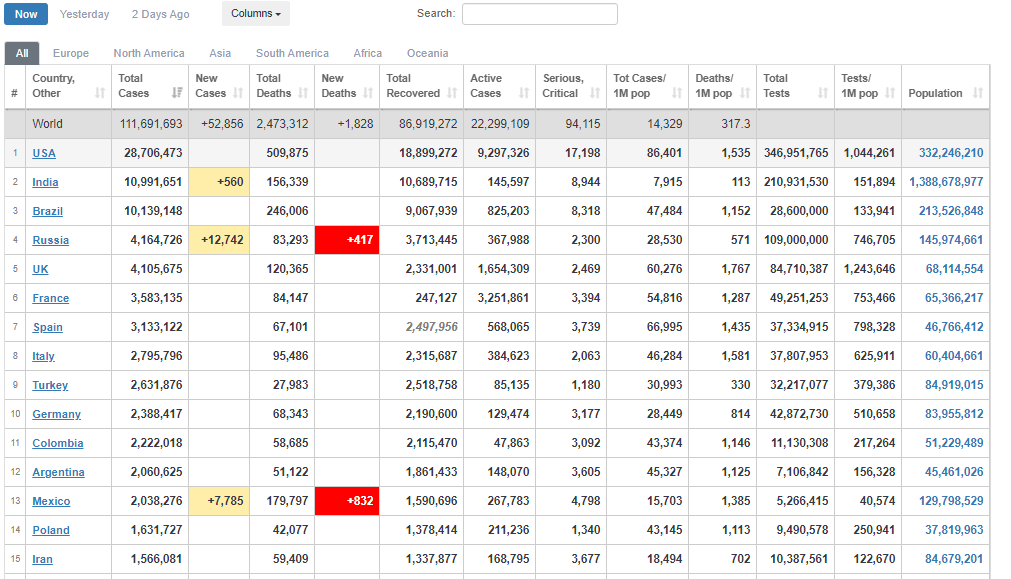 Now Yesterday 2 Days Ago Columns Search:
All Europe North America Asia South America Africa Oceania
# Country, Other Total Cases New Cases Total Deaths New Deaths Total Recovered Active Cases Serious, Critical Tot Cases/ 1M pop Deaths/ 1M pop Total Tests Tests/ 1M pop Population
World 111,691,693 +52,856 2,473,312 +1,828 86,919,272 22,299,109 94,115 14,329 317.3
1 USA 28,706,473 509,875 18,899,272 9,297,326 17,198 86,401 1,535 346,951,765 1,044,261 332,246,210
2 India 10,991,651 +560 156,339 10,689,715 145,597 8,944 7,915 113 210,931,530 151,894 1,388,678,977
3 Brazil 10,139,148 246,006 9,067,939 825,203 8,318 47,484 1,152 28,600,000 133,941 213,526,848
4 Russia 4,164,726 +12,742 83,293 +417 3,713,445 367,988 2,300 28,530 571 109,000,000 746,705 145,974,661
5 UK 4,105,675 120,365 2,331,001 1,654,309 2,469 60,276 1,767 84,710,387 1,243,646 68,114,554
6 France 3,583,135 84,147 247,127 3,251,861 3,394 54,816 1,287 49,251,253 753,466 65,366,217
7 Spain 3,133,122 67,101 2,497,956 568,065 3,739 66,995 1,435 37,334,915 798,328 46,766,412
8 Italy 2,795,796 95,486 2,315,687 384,623 2,063 46,284 1,581 37,807,953 625,911 60,404,661
9 Turkey 2,631,876 27,983 2,518,758 85,135 1,180 30,993 330 32,217,077 379,386 84,919,015
10 Germany 2,388,417 68,343 2,190,600 129,474 3,177 28,449 814 42,872,730 510,658 83,955,812
11 Colombia 2,222,018 58,685 2,115,470 47,863 3,092 43,374 1,146 11,130,308 217,264 51,229,489
12 Argentina 2,060,625 51,122 1,861,433 148,070 3,605 45,327 1,125 7,106,842 156,328 45,461,026
13 Mexico 2,038,276 +7,785 179,797 +832 1,590,696 267,783 4,798 15,703 1,385 5,266,415 40,574 129,798,529
14 Poland 1,631,727 42,077 1,378,414 211,236 1,340 43,145 1,113 9,490,578 250,941 37,819,963
15 Iran 1,566,081 59,409 1,337,877 168,795 3,677 18,494 702 10,387,561 122,670 84,679,201